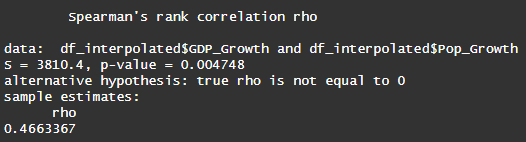 Spearman's rank correlation rho
data:  df_interpolated$GDP_Growth and df_interpolated$Pop_Growth
S = 3810.4, p-value = 0.004748
alternative hypothesis: true rho is not equal to 0
sample estimates:
rho
0.4663367